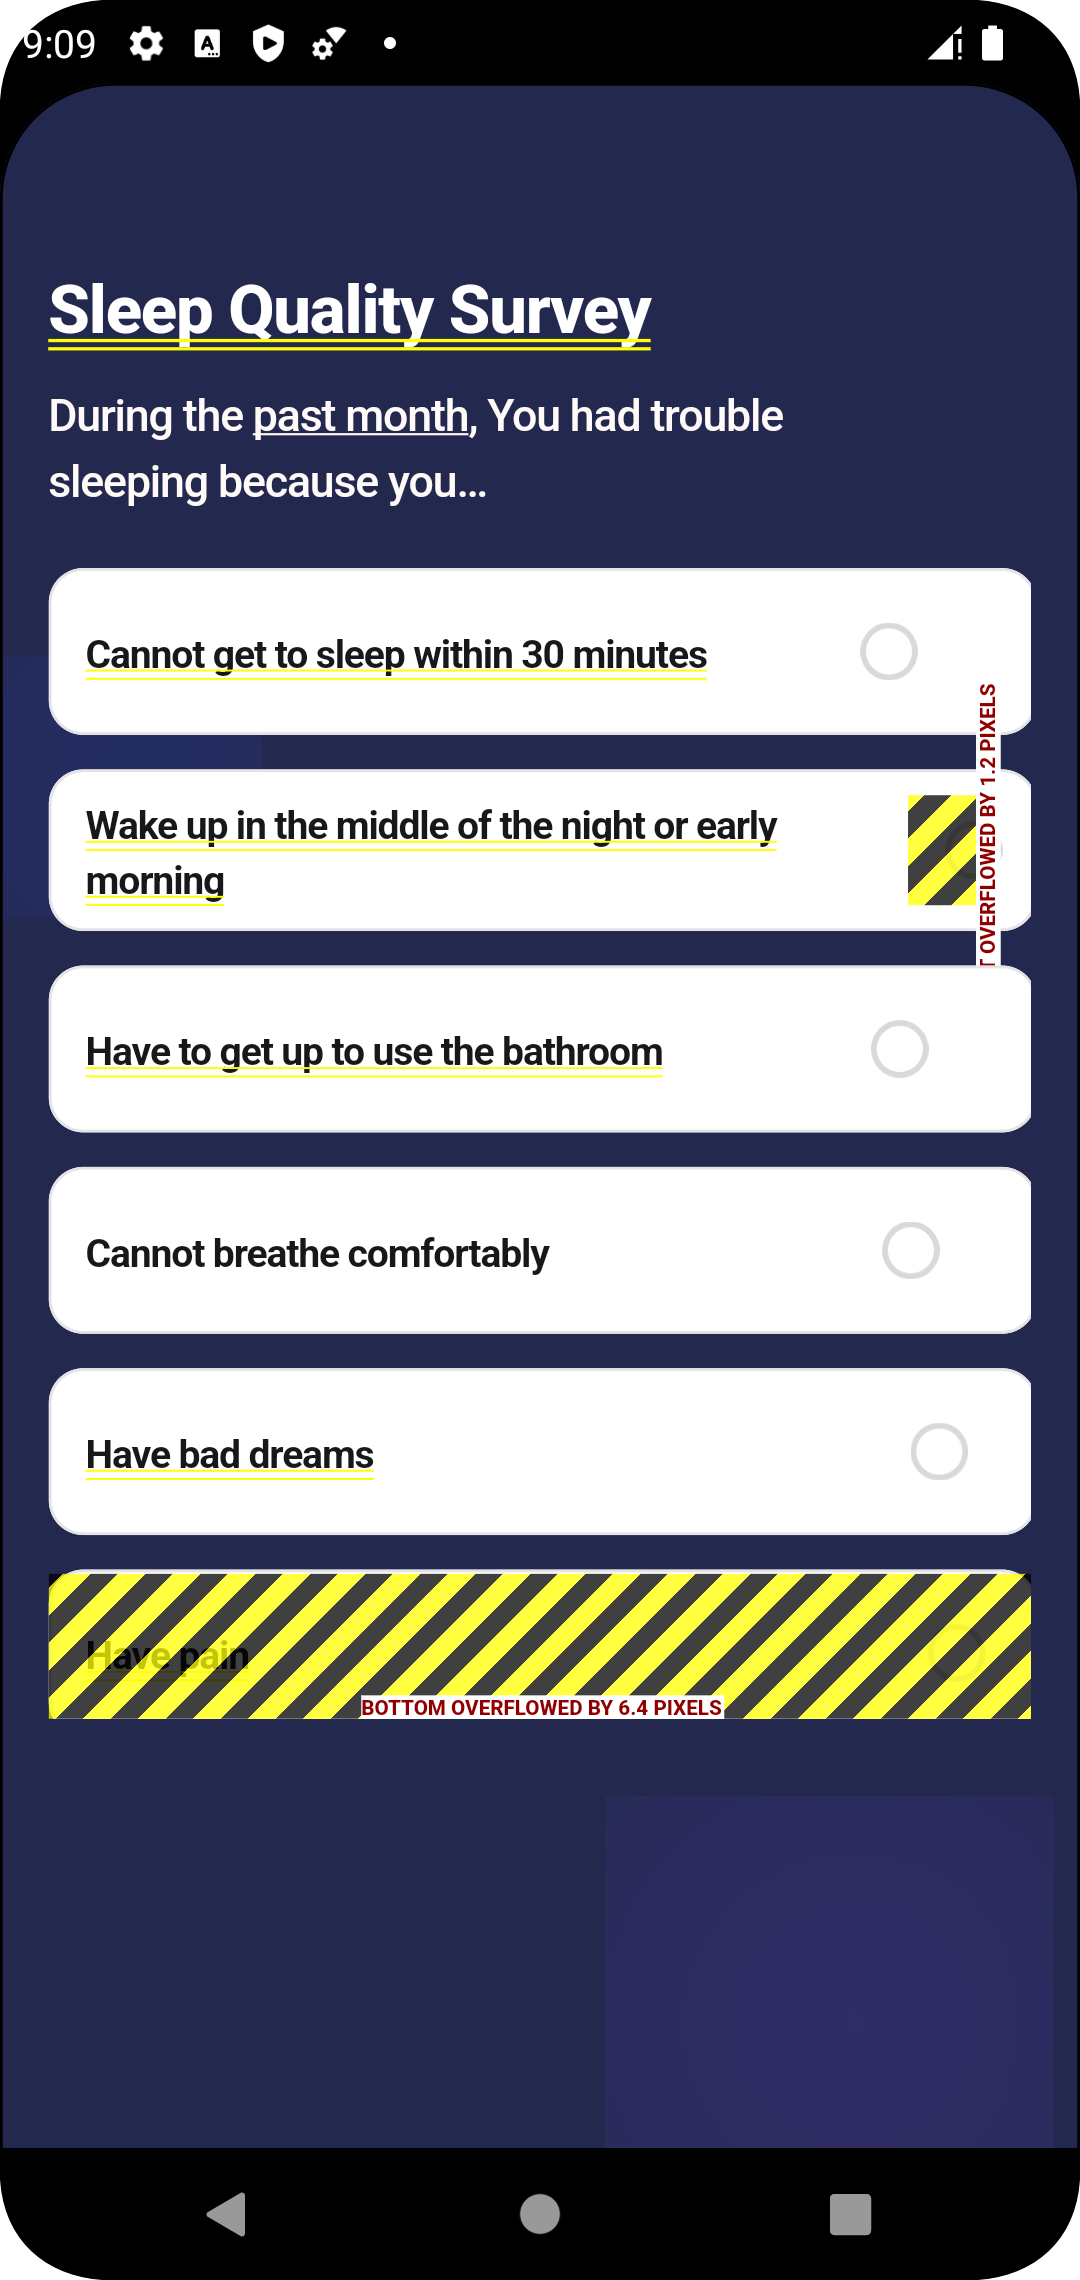 9:09
Sleep Quality Survey
During the past month, You had trouble
sleeping because you...
Cannot get to sleep within 30 minutes
Wake up in the middle of the night or early
morning
OVERFLOWED BY 1.2 PIXELS
Have to get up to use the bathroom
Cannot breathe comfortably
Have bad dreams
Have pain
BOTTOM OVERFLOWED BY 6.4 PIXELS